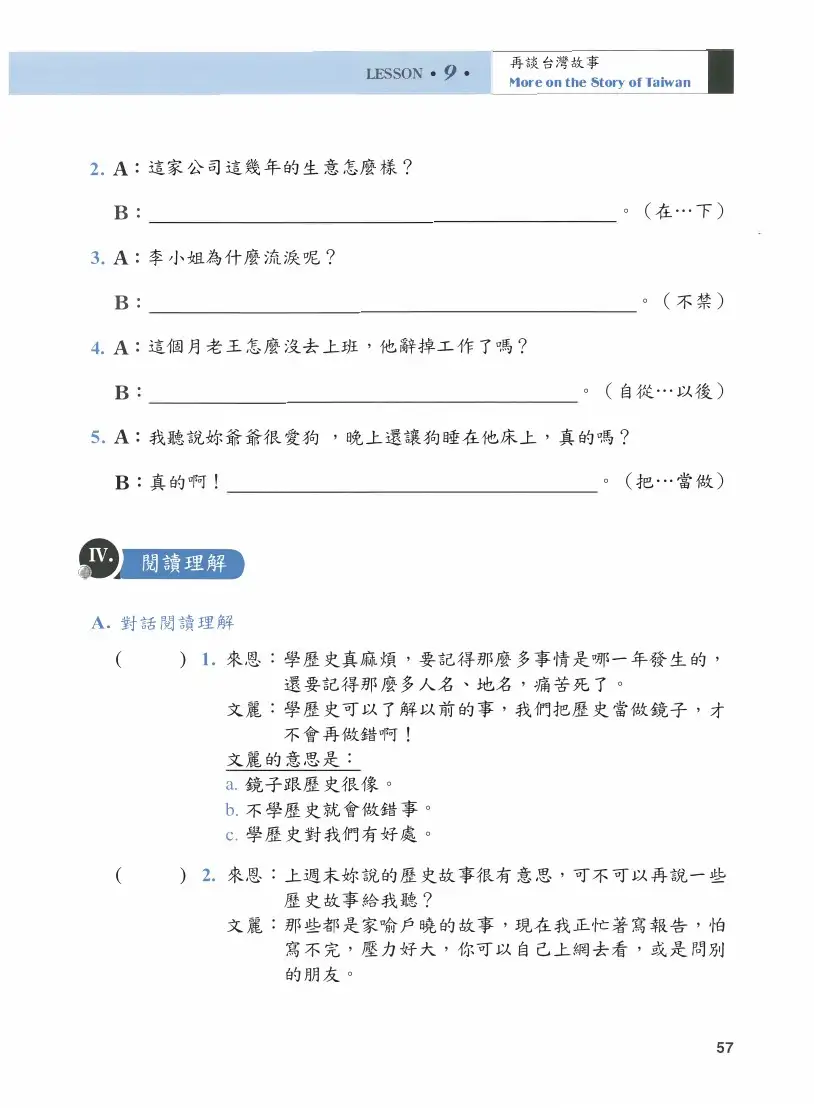 LESSON • 9 •
再談台灣故事
More on the Story of Taiwan
2. A：這家公司這幾年的生意怎麼樣？
B：＿＿＿＿＿＿＿＿＿＿。（在…下）
3. A：李小姐為什麼流淚呢？
B：＿＿＿＿＿＿＿＿＿＿。（不禁）
4. A：這個月老王怎麼沒去上班，他辭掉工作了嗎？
B：＿＿＿＿＿＿＿＿＿＿。（自從…以後）
5. A：我聽說妳爺爺很愛狗，晚上還讓狗睡在他床上，真的嗎？
B：真的啊！＿＿＿＿＿＿＿＿＿＿。（把…當做）
IV. 閱讀理解
A. 對話閱讀理解
(　　) 1. 來恩：學歷史真麻煩，要記得那麼多事情是哪一年發生的，
還要記得那麼多人名、地名，痛苦死了。
文麗：學歷史可以了解以前的事，我們把歷史當做鏡子，才
不會再做錯啊！
文麗的意思是：
a. 鏡子跟歷史很像。
b. 不學歷史就會做錯事。
c. 學歷史對我們有好處。
(　　) 2. 來恩：上週末妳說的歷史故事很有意思，可不可以再說一些
歷史故事給我聽？
文麗：那些都是家喻戶曉的故事，現在我正忙著寫報告，怕
寫不完，壓力好大，你可以自己上網去看，或是問別
的朋友。
57